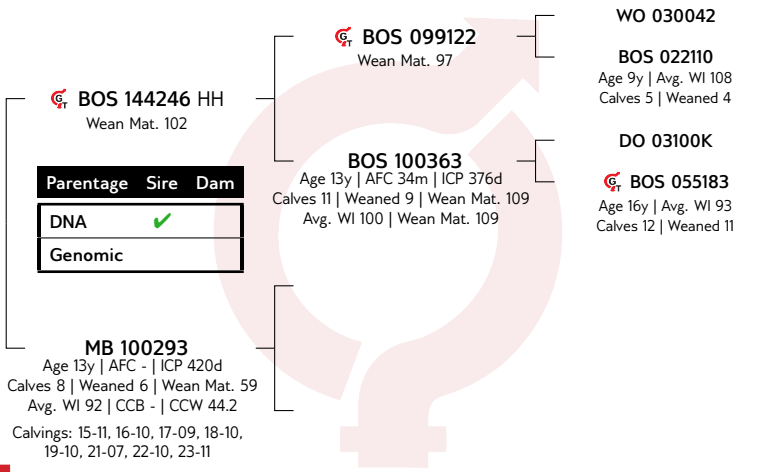 WO 030042
BOS 099122
Wean Mat. 97
BOS 022110
Age 9y | Avg. WI 108
Calves 5 | Weaned 4
BOS 144246 HH
Wean Mat. 102
DO 03100K
BOS 100363
Age 13y | AFC 34m | ICP 376d
Calves 11 | Weaned 9 | Wean Mat. 109
Avg. WI 100 | Wean Mat. 109
BOS 055183
Age 16y | Avg. WI 93
Calves 12 | Weaned 11
Parentage Sire Dam
DNA ✔
Genomic
MB 100293
Age 13y | AFC - | ICP 420d
Calves 8 | Weaned 6 | Wean Mat. 59
Avg. WI 92 | CCB - | CCW 44.2
Calvings: 15-11, 16-10, 17-09, 18-10,
19-10, 21-07, 22-10, 23-11